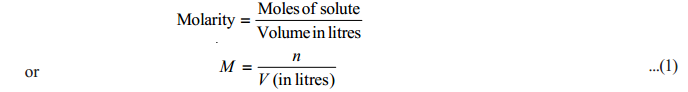 Molarity = Moles of solute / Volume in litres
or M = n / V (in litres) ...(1)